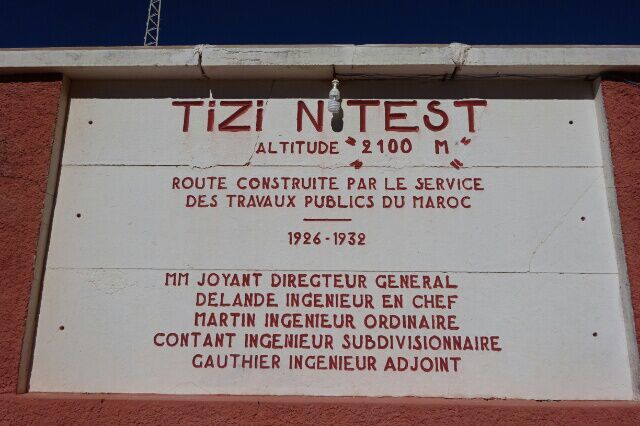 TiZi N TEST
ALTITUDE 2100 M
ROUTE CONSTRUITE PAR LE SERVICE
DES TRAVAUX PUBLICS DU MAROC
1926-1932
MM JOYANT DIRECTEUR GENERAL
DELANDE INGENIEUR EN CHEF
MARTIN INGENIEUR ORDINAIRE
CONTANT INGENIEUR SUBDIVISIONNAIRE
GAUTHIER INGENIEUR ADJOINT